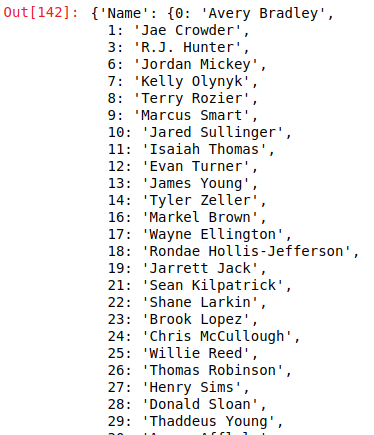 Out[142]: {'Name': {0: 'Avery Bradley',
1: 'Jae Crowder',
3: 'R.J. Hunter',
6: 'Jordan Mickey',
7: 'Kelly Olynyk',
8: 'Terry Rozier',
9: 'Marcus Smart',
10: 'Jared Sullinger',
11: 'Isaiah Thomas',
12: 'Evan Turner',
13: 'James Young',
14: 'Tyler Zeller',
16: 'Markel Brown',
17: 'Wayne Ellington',
18: 'Rondae Hollis-Jefferson',
19: 'Jarrett Jack',
21: 'Sean Kilpatrick',
22: 'Shane Larkin',
23: 'Brook Lopez',
24: 'Chris McCullough',
25: 'Willie Reed',
26: 'Thomas Robinson',
27: 'Henry Sims',
28: 'Donald Sloan',
29: 'Thaddeus Young',